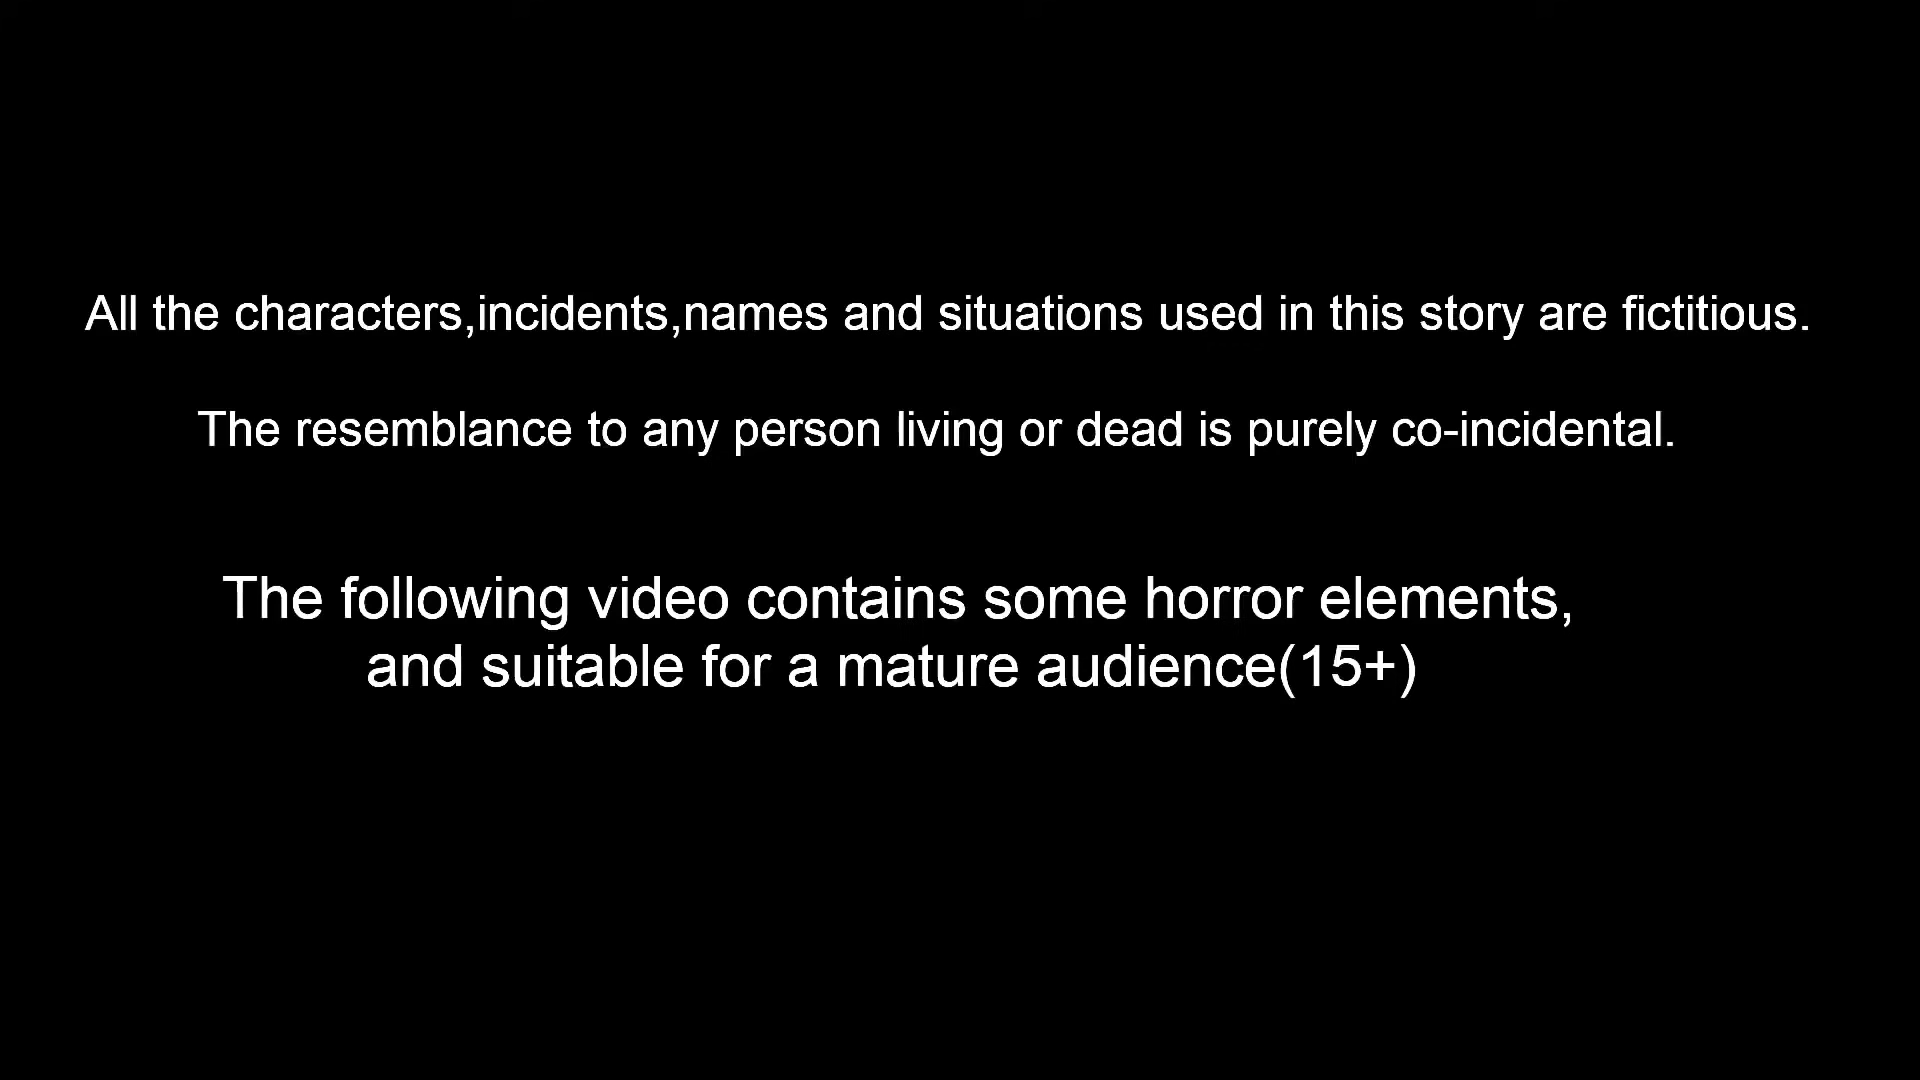 All the characters,incidents,names and situations used in this story are fictitious.
The resemblance to any person living or dead is purely co-incidental.
The following video contains some horror elements,
and suitable for a mature audience(15+)